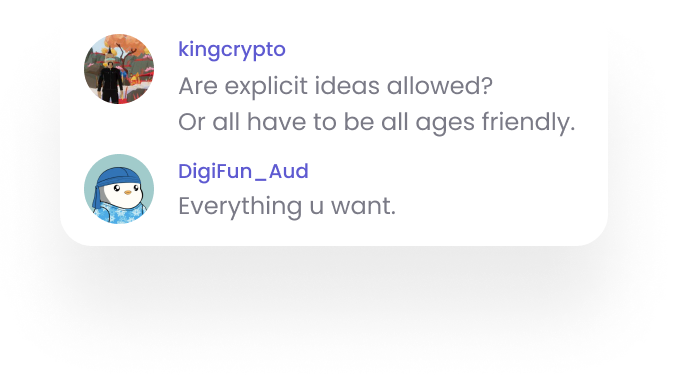 kingcrypto
Are explicit ideas allowed?
Or all have to be all ages friendly.
DigiFun_Aud
Everything u want.